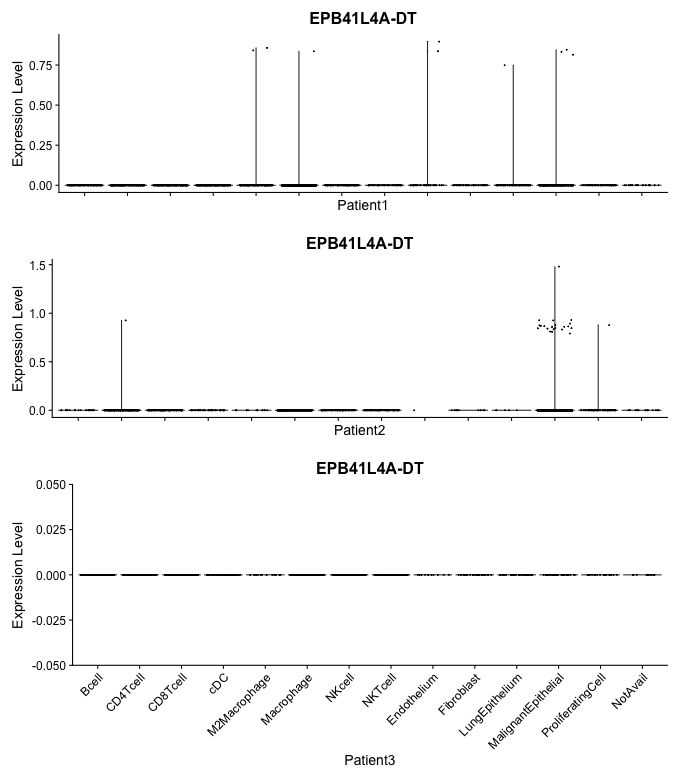 EPB41L4A-DT
Expression Level
0.75
0.50
0.25
0.00
Patient1
EPB41L4A-DT
Expression Level
1.5
1.0
0.5
0.0
Patient2
EPB41L4A-DT
Expression Level
0.050
0.025
0.000
-0.025
-0.050
Bcell
CD4Tcell
CD8Tcell
cDC
M2Macrophage
Macrophage
NKcell
NKTcell
Endothelium
Fibroblast
LungEpithelium
MalignantEpithelial
ProliferatingCell
NotAvail
Patient3